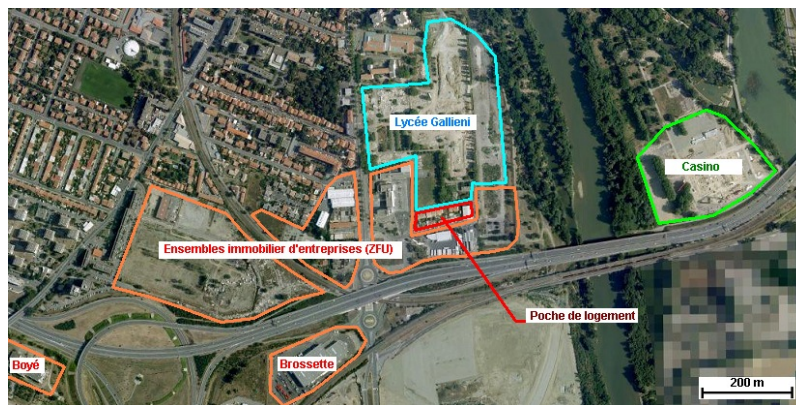 Lycée Gallieni
Casino
Ensembles immobilier d'entreprises (ZFU)
Poche de logement
Boyé
Brossette
200 m